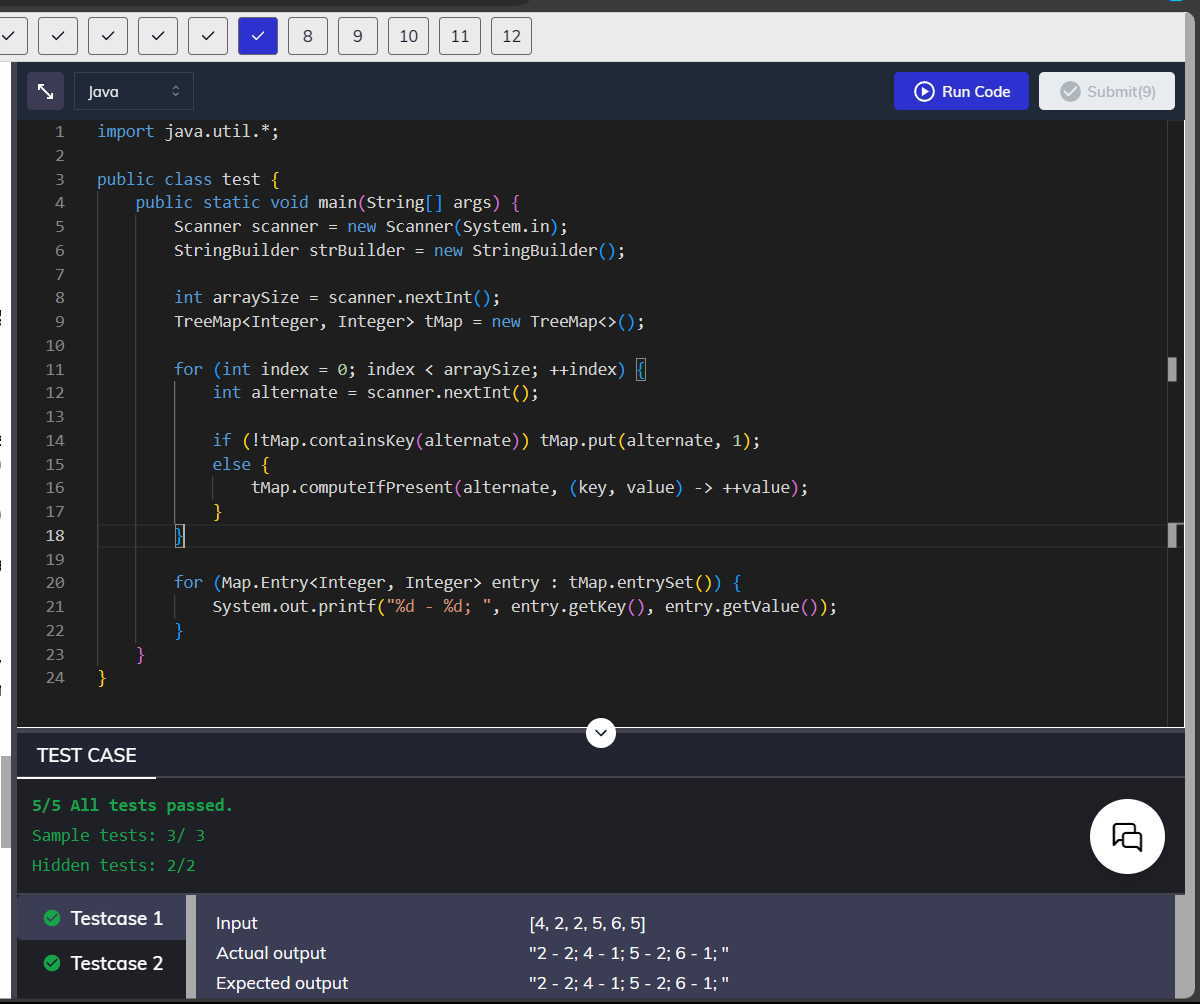 8 9 10 11 12
Java Run Code Submit(9)
1 import java.util.*;
2
3 public class test {
4 public static void main(String[] args) {
5 Scanner scanner = new Scanner(System.in);
6 StringBuilder strBuilder = new StringBuilder();
7
8 int arraySize = scanner.nextInt();
9 TreeMap<Integer, Integer> tMap = new TreeMap<>();
10
11 for (int index = 0; index < arraySize; ++index) {
12 int alternate = scanner.nextInt();
13
14 if (!tMap.containsKey(alternate)) tMap.put(alternate, 1);
15 else {
16 tMap.computeIfPresent(alternate, (key, value) -> ++value);
17 }
18 }
19
20 for (Map.Entry<Integer, Integer> entry : tMap.entrySet()) {
21 System.out.printf("%d - %d; ", entry.getKey(), entry.getValue());
22 }
23 }
24 }
TEST CASE
5/5 All tests passed.
Sample tests: 3/ 3
Hidden tests: 2/2
Testcase 1
Testcase 2
Input [4, 2, 2, 5, 6, 5]
Actual output "2 - 2; 4 - 1; 5 - 2; 6 - 1; "
Expected output "2 - 2; 4 - 1; 5 - 2; 6 - 1; "